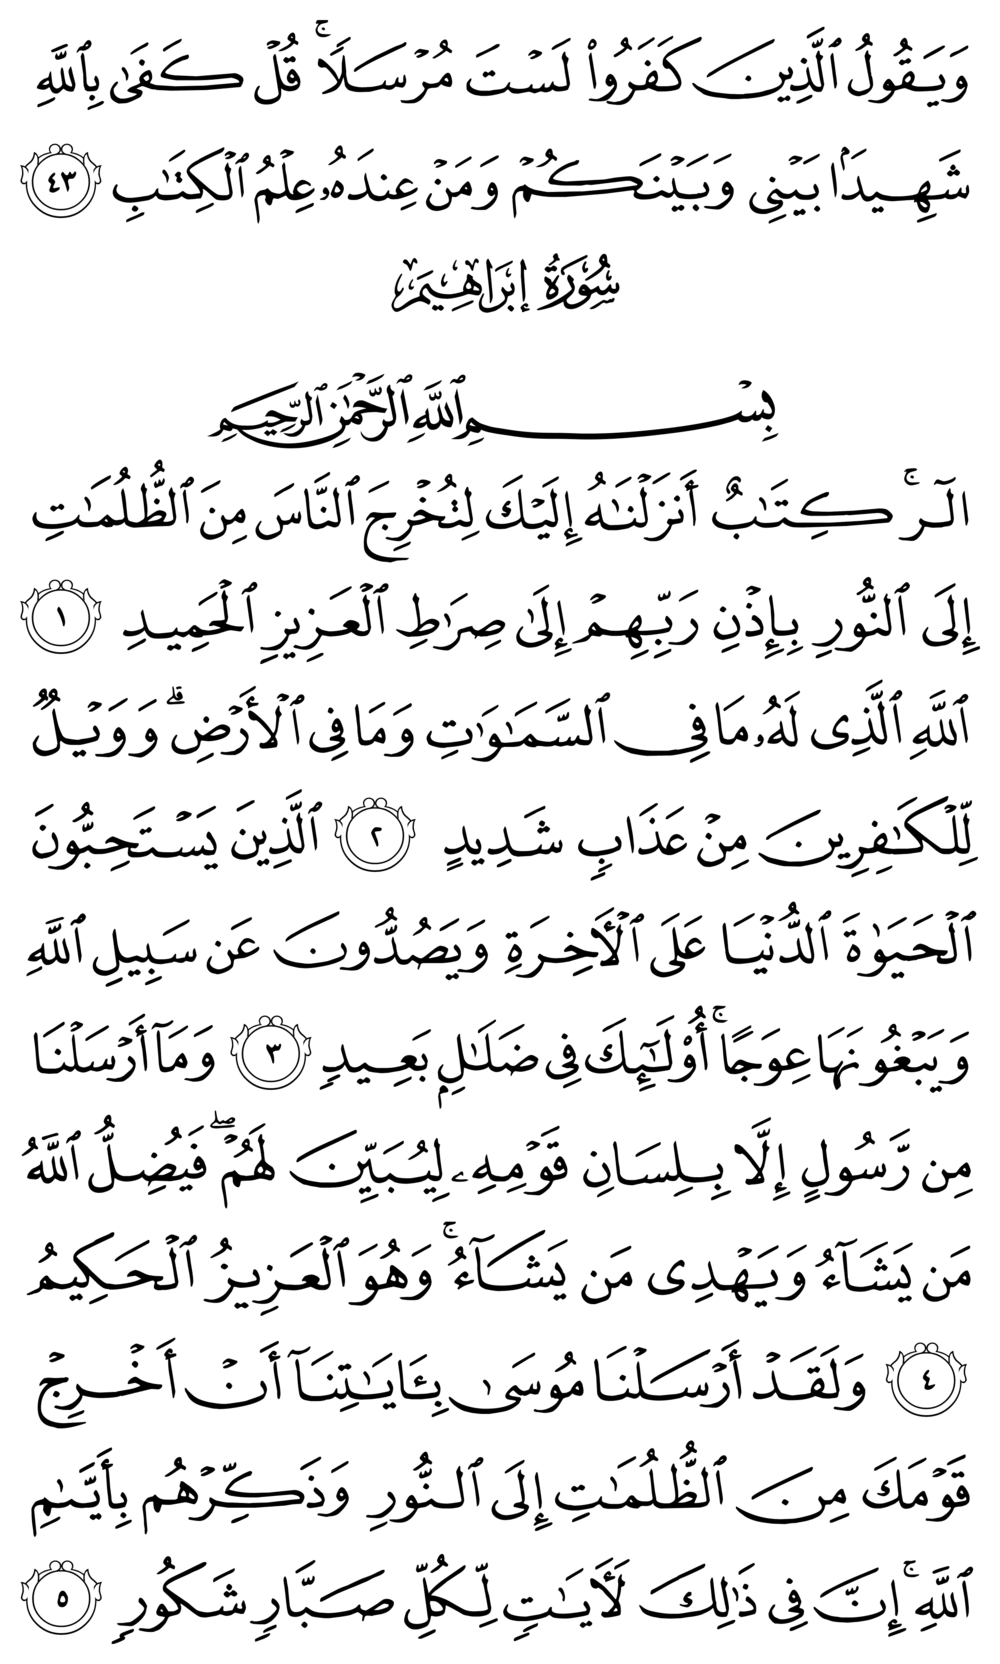 وَيَقُولُ ٱلَّذِينَ كَفَرُوا۟ لَسْتَ مُرْسَلًا ۚ قُلْ كَفَىٰ بِٱللَّهِ
شَهِيدًۢا بَيْنِى وَبَيْنَكُمْ وَمَنْ عِندَهُۥ عِلْمُ ٱلْكِتَٰبِ ٤٣
سُورَةُ إِبْرَاهِيمَ
بِسْمِ ٱللَّهِ ٱلرَّحْمَٰنِ ٱلرَّحِيمِ
الٓر ۚ كِتَٰبٌ أَنزَلْنَٰهُ إِلَيْكَ لِتُخْرِجَ ٱلنَّاسَ مِنَ ٱلظُّلُمَٰتِ
إِلَى ٱلنُّورِ بِإِذْنِ رَبِّهِمْ إِلَىٰ صِرَٰطِ ٱلْعَزِيزِ ٱلْحَمِيدِ ١
ٱللَّهِ ٱلَّذِى لَهُۥ مَا فِى ٱلسَّمَٰوَٰتِ وَمَا فِى ٱلْأَرْضِ ۗ وَوَيْلٌ
لِّلْكَٰفِرِينَ مِنْ عَذَابٍ شَدِيدٍ ٢ ٱلَّذِينَ يَسْتَحِبُّونَ
ٱلْحَيَوٰةَ ٱلدُّنْيَا عَلَى ٱلْءَاخِرَةِ وَيَصُدُّونَ عَن سَبِيلِ ٱللَّهِ
وَيَبْغُونَهَا عِوَجًا ۚ أُو۟لَٰٓئِكَ فِى ضَلَٰلٍۭ بَعِيدٍ ٣ وَمَآ أَرْسَلْنَا
مِن رَّسُولٍ إِلَّا بِلِسَانِ قَوْمِهِۦ لِيُبَيِّنَ لَهُمْ ۖ فَيُضِلُّ ٱللَّهُ
مَن يَشَآءُ وَيَهْدِى مَن يَشَآءُ ۚ وَهُوَ ٱلْعَزِيزُ ٱلْحَكِيمُ
٤ وَلَقَدْ أَرْسَلْنَا مُوسَىٰ بِـَٔايَٰتِنَآ أَنْ أَخْرِجْ
قَوْمَكَ مِنَ ٱلظُّلُمَٰتِ إِلَى ٱلنُّورِ وَذَكِّرْهُم بِأَيَّىٰمِ
ٱللَّهِ ۚ إِنَّ فِى ذَٰلِكَ لَءَايَٰتٍ لِّكُلِّ صَبَّارٍ شَكُورٍ ٥